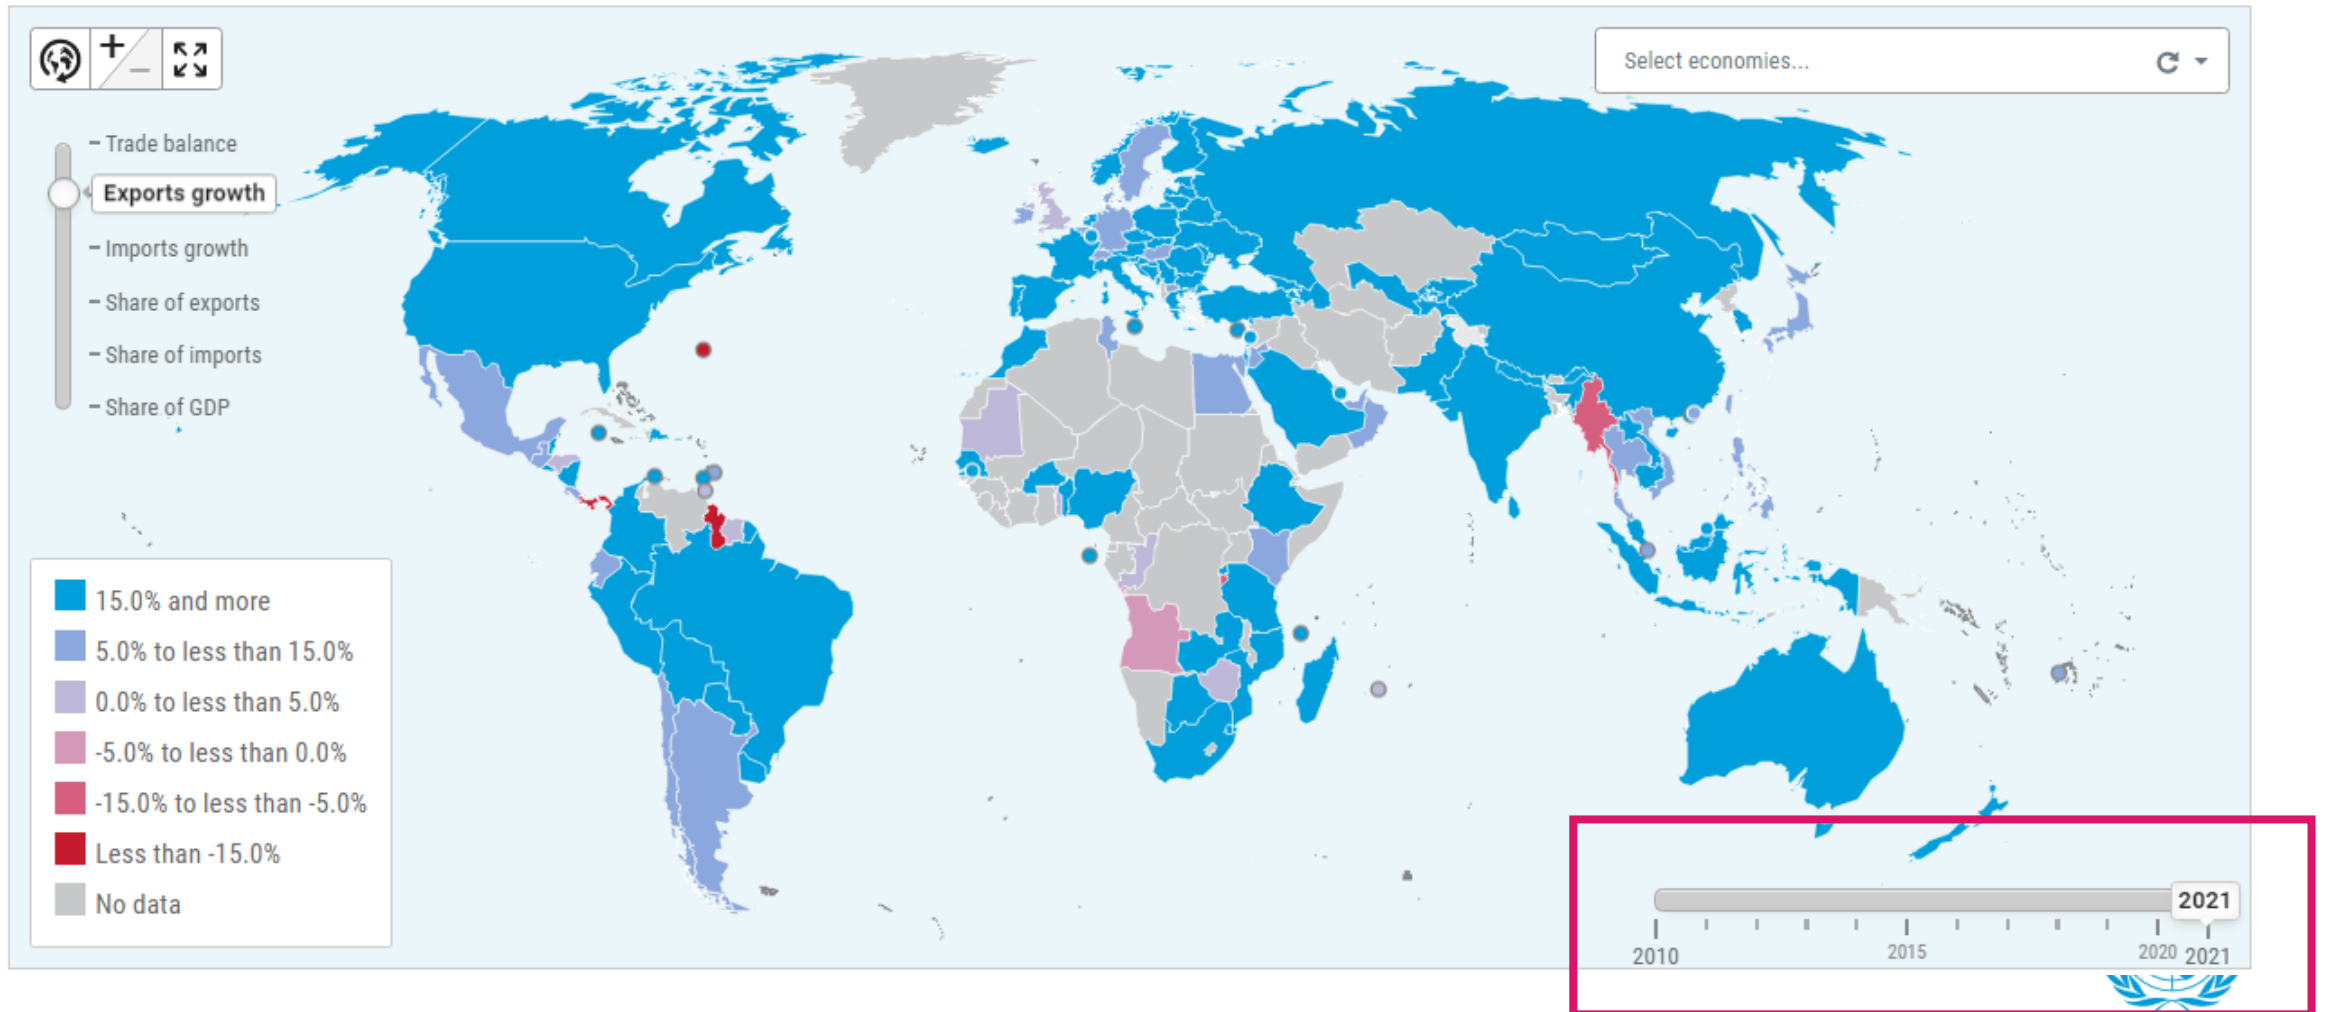 +
–
Select economies...
– Trade balance
Exports growth
– Imports growth
– Share of exports
– Share of imports
– Share of GDP
15.0% and more
5.0% to less than 15.0%
0.0% to less than 5.0%
-5.0% to less than 0.0%
-15.0% to less than -5.0%
Less than -15.0%
No data
2021
2010
2015
2020
2021